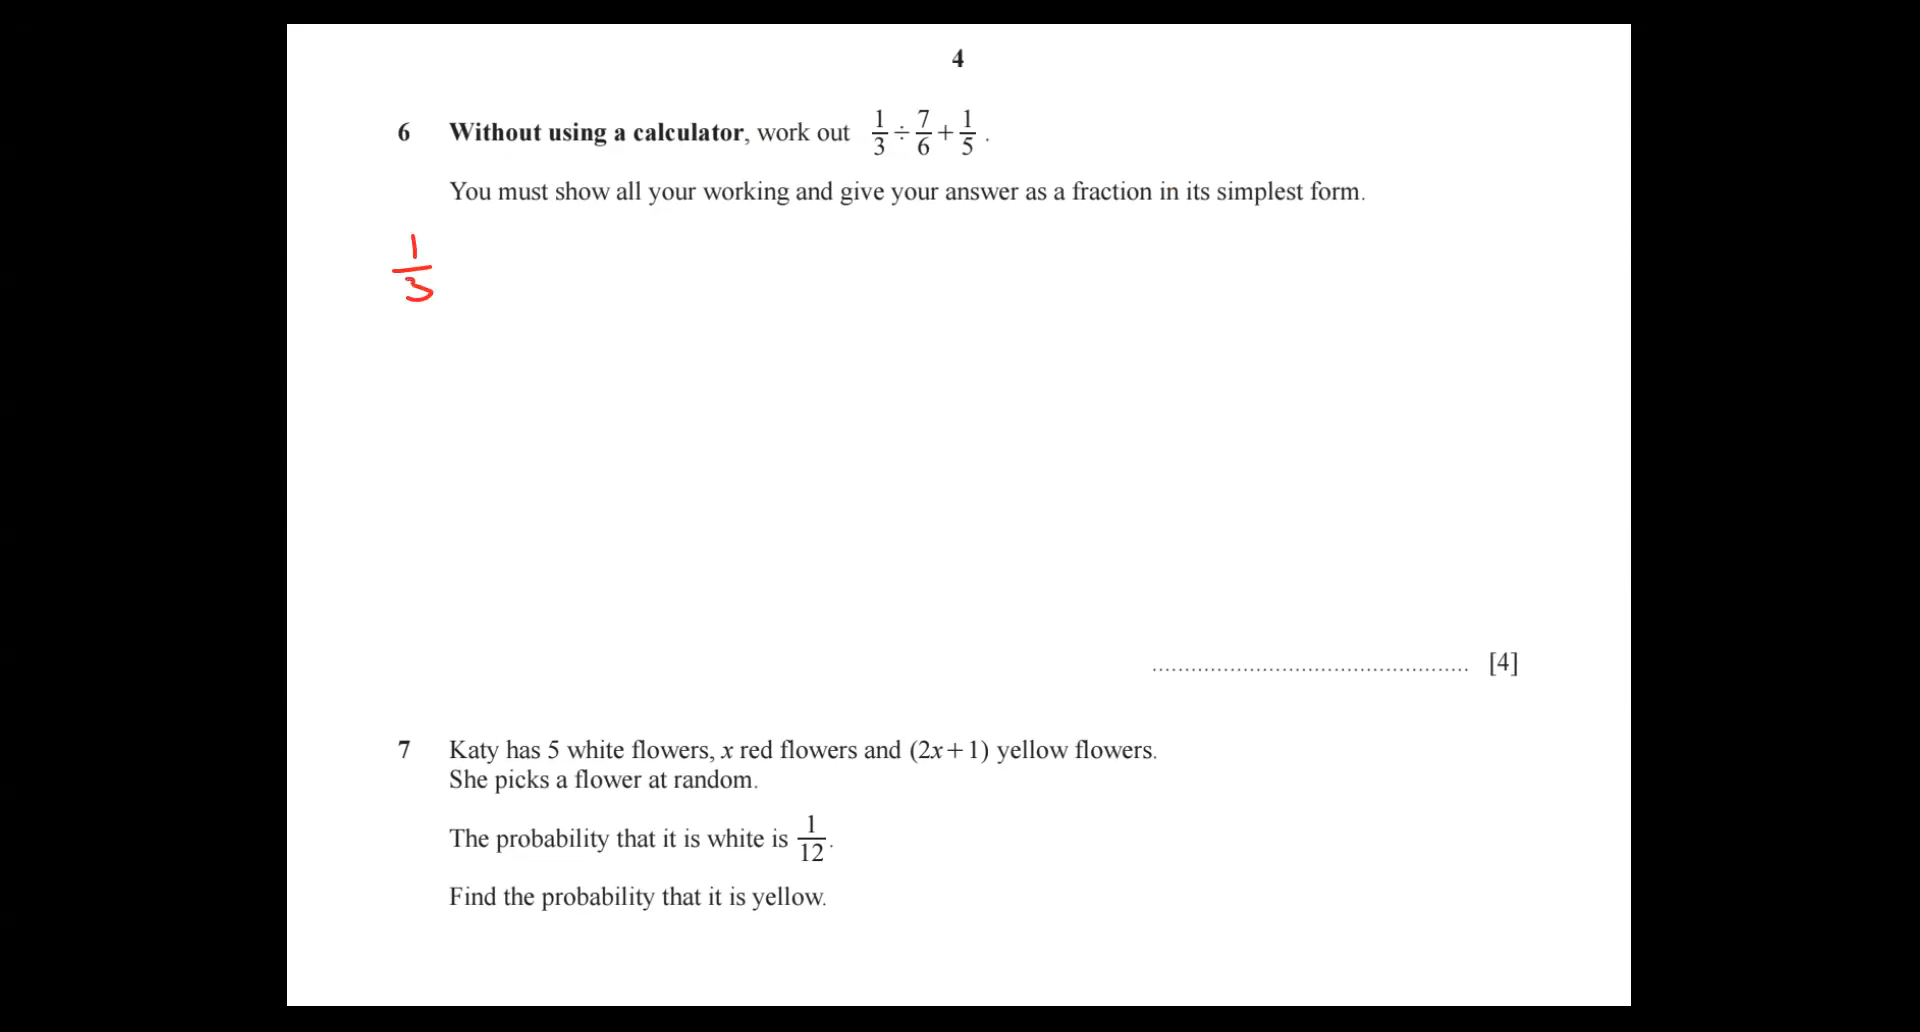 4
6 Without using a calculator, work out 1/3 ÷ 7/6 + 1/5 .
You must show all your working and give your answer as a fraction in its simplest form.
1/3
................................................ [4]
7 Katy has 5 white flowers, x red flowers and (2x+1) yellow flowers.
She picks a flower at random.
The probability that it is white is 1/12.
Find the probability that it is yellow.